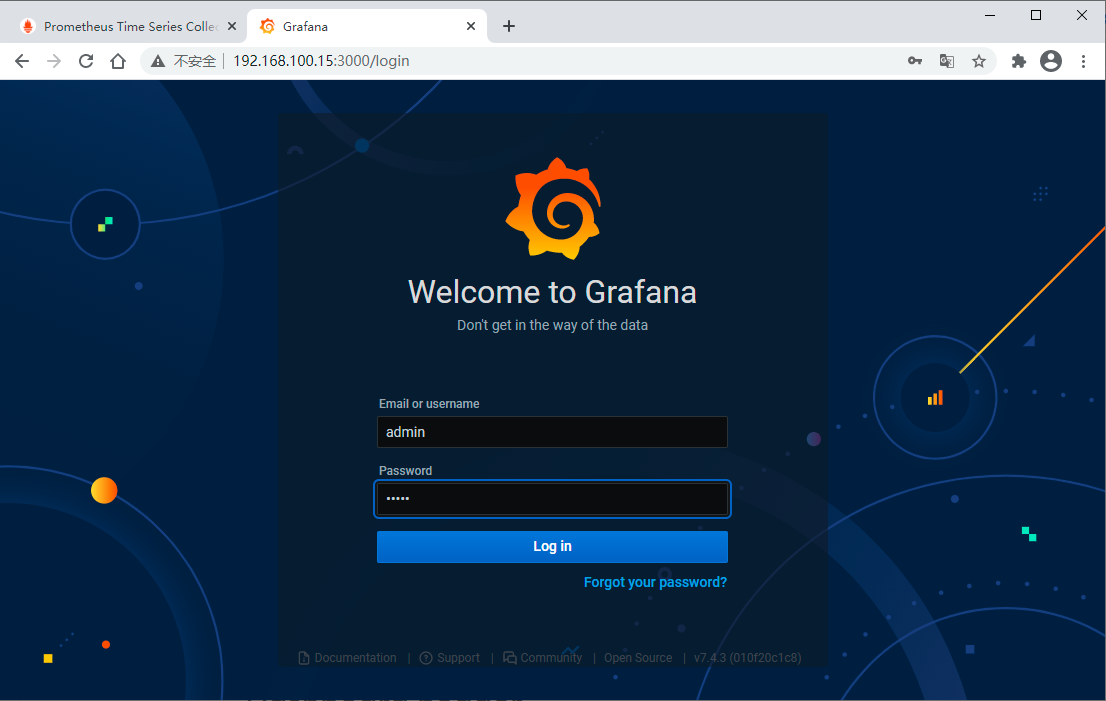 Prometheus Time Series Collec
Grafana
不安全 192.168.100.15:3000/login
Welcome to Grafana
Don't get in the way of the data
Email or username
admin
Password
•••••
Log in
Forgot your password?
Documentation | Support | Community | Open Source | v7.4.3 (010f20c1c8)